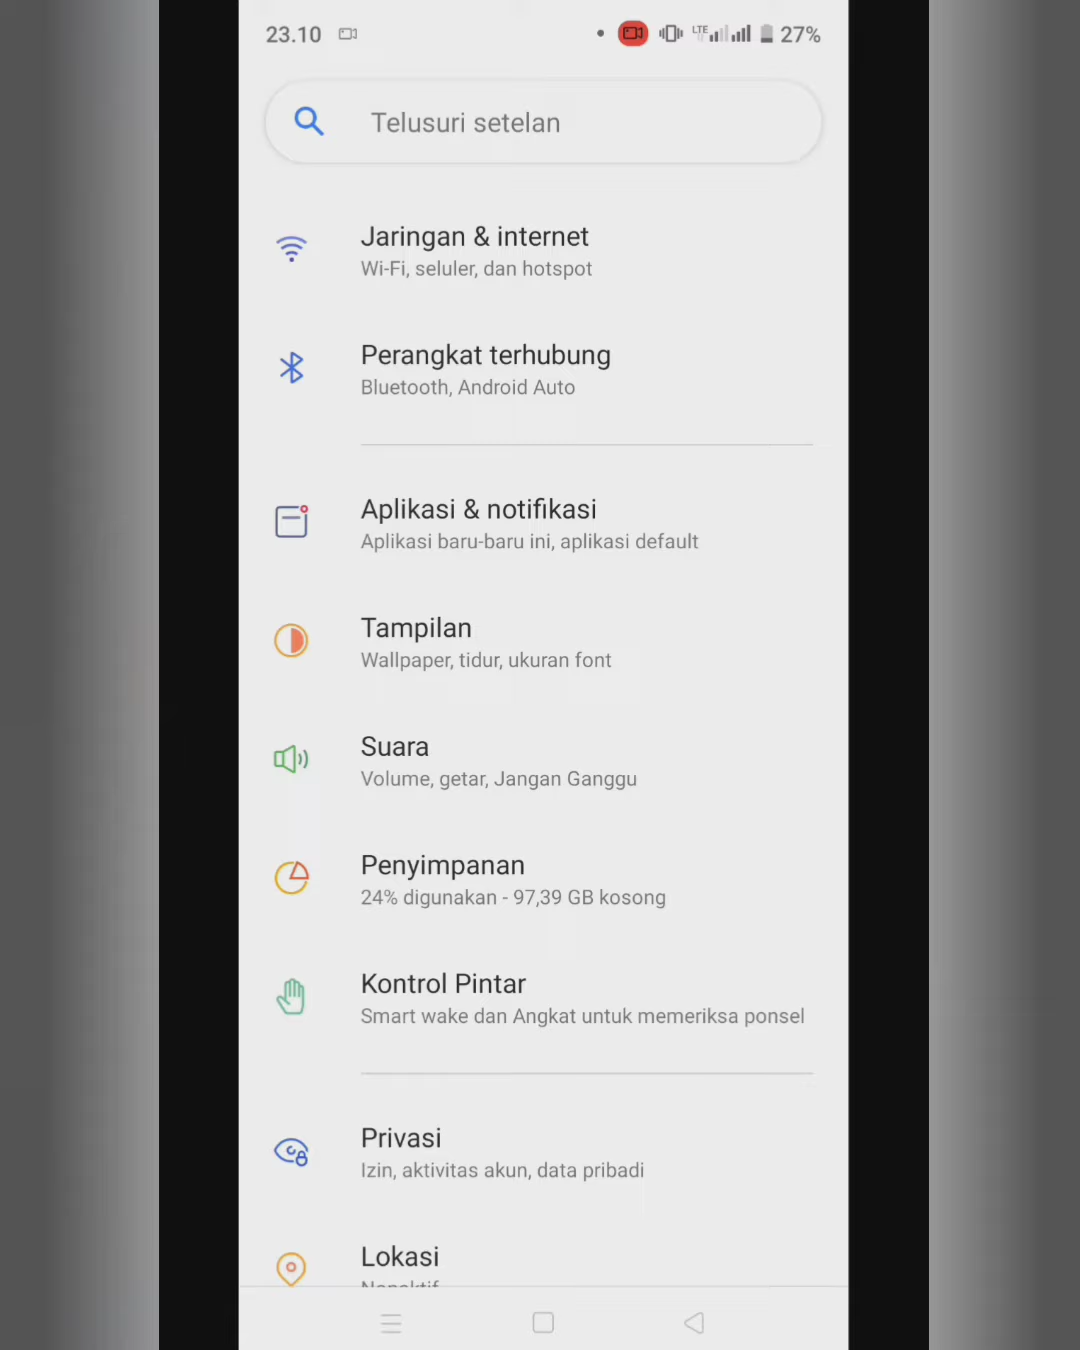 23.10
LTE
27%
Telusuri setelan
Jaringan & internet
Wi-Fi, seluler, dan hotspot
Perangkat terhubung
Bluetooth, Android Auto
Aplikasi & notifikasi
Aplikasi baru-baru ini, aplikasi default
Tampilan
Wallpaper, tidur, ukuran font
Suara
Volume, getar, Jangan Ganggu
Penyimpanan
24% digunakan - 97,39 GB kosong
Kontrol Pintar
Smart wake dan Angkat untuk memeriksa ponsel
Privasi
Izin, aktivitas akun, data pribadi
Lokasi